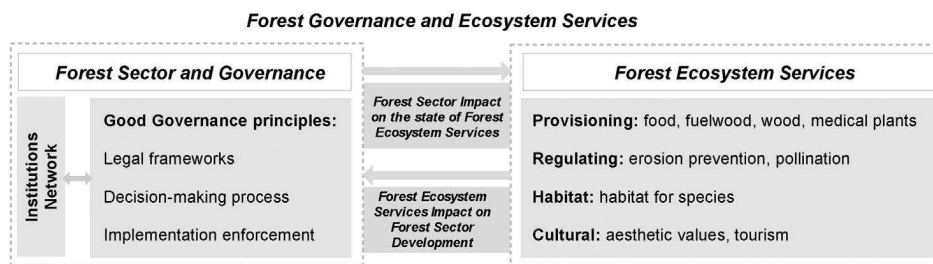 Forest Governance and Ecosystem Services
Forest Sector and Governance
Institutions
Network
Good Governance principles:
Legal frameworks
Decision-making process
Implementation enforcement
Forest Sector Impact
on the state of Forest
Ecosystem Services
Forest Ecosystem
Services Impact on
Forest Sector
Development
Forest Ecosystem Services
Provisioning: food, fuelwood, wood, medical plants
Regulating: erosion prevention, pollination
Habitat: habitat for species
Cultural: aesthetic values, tourism